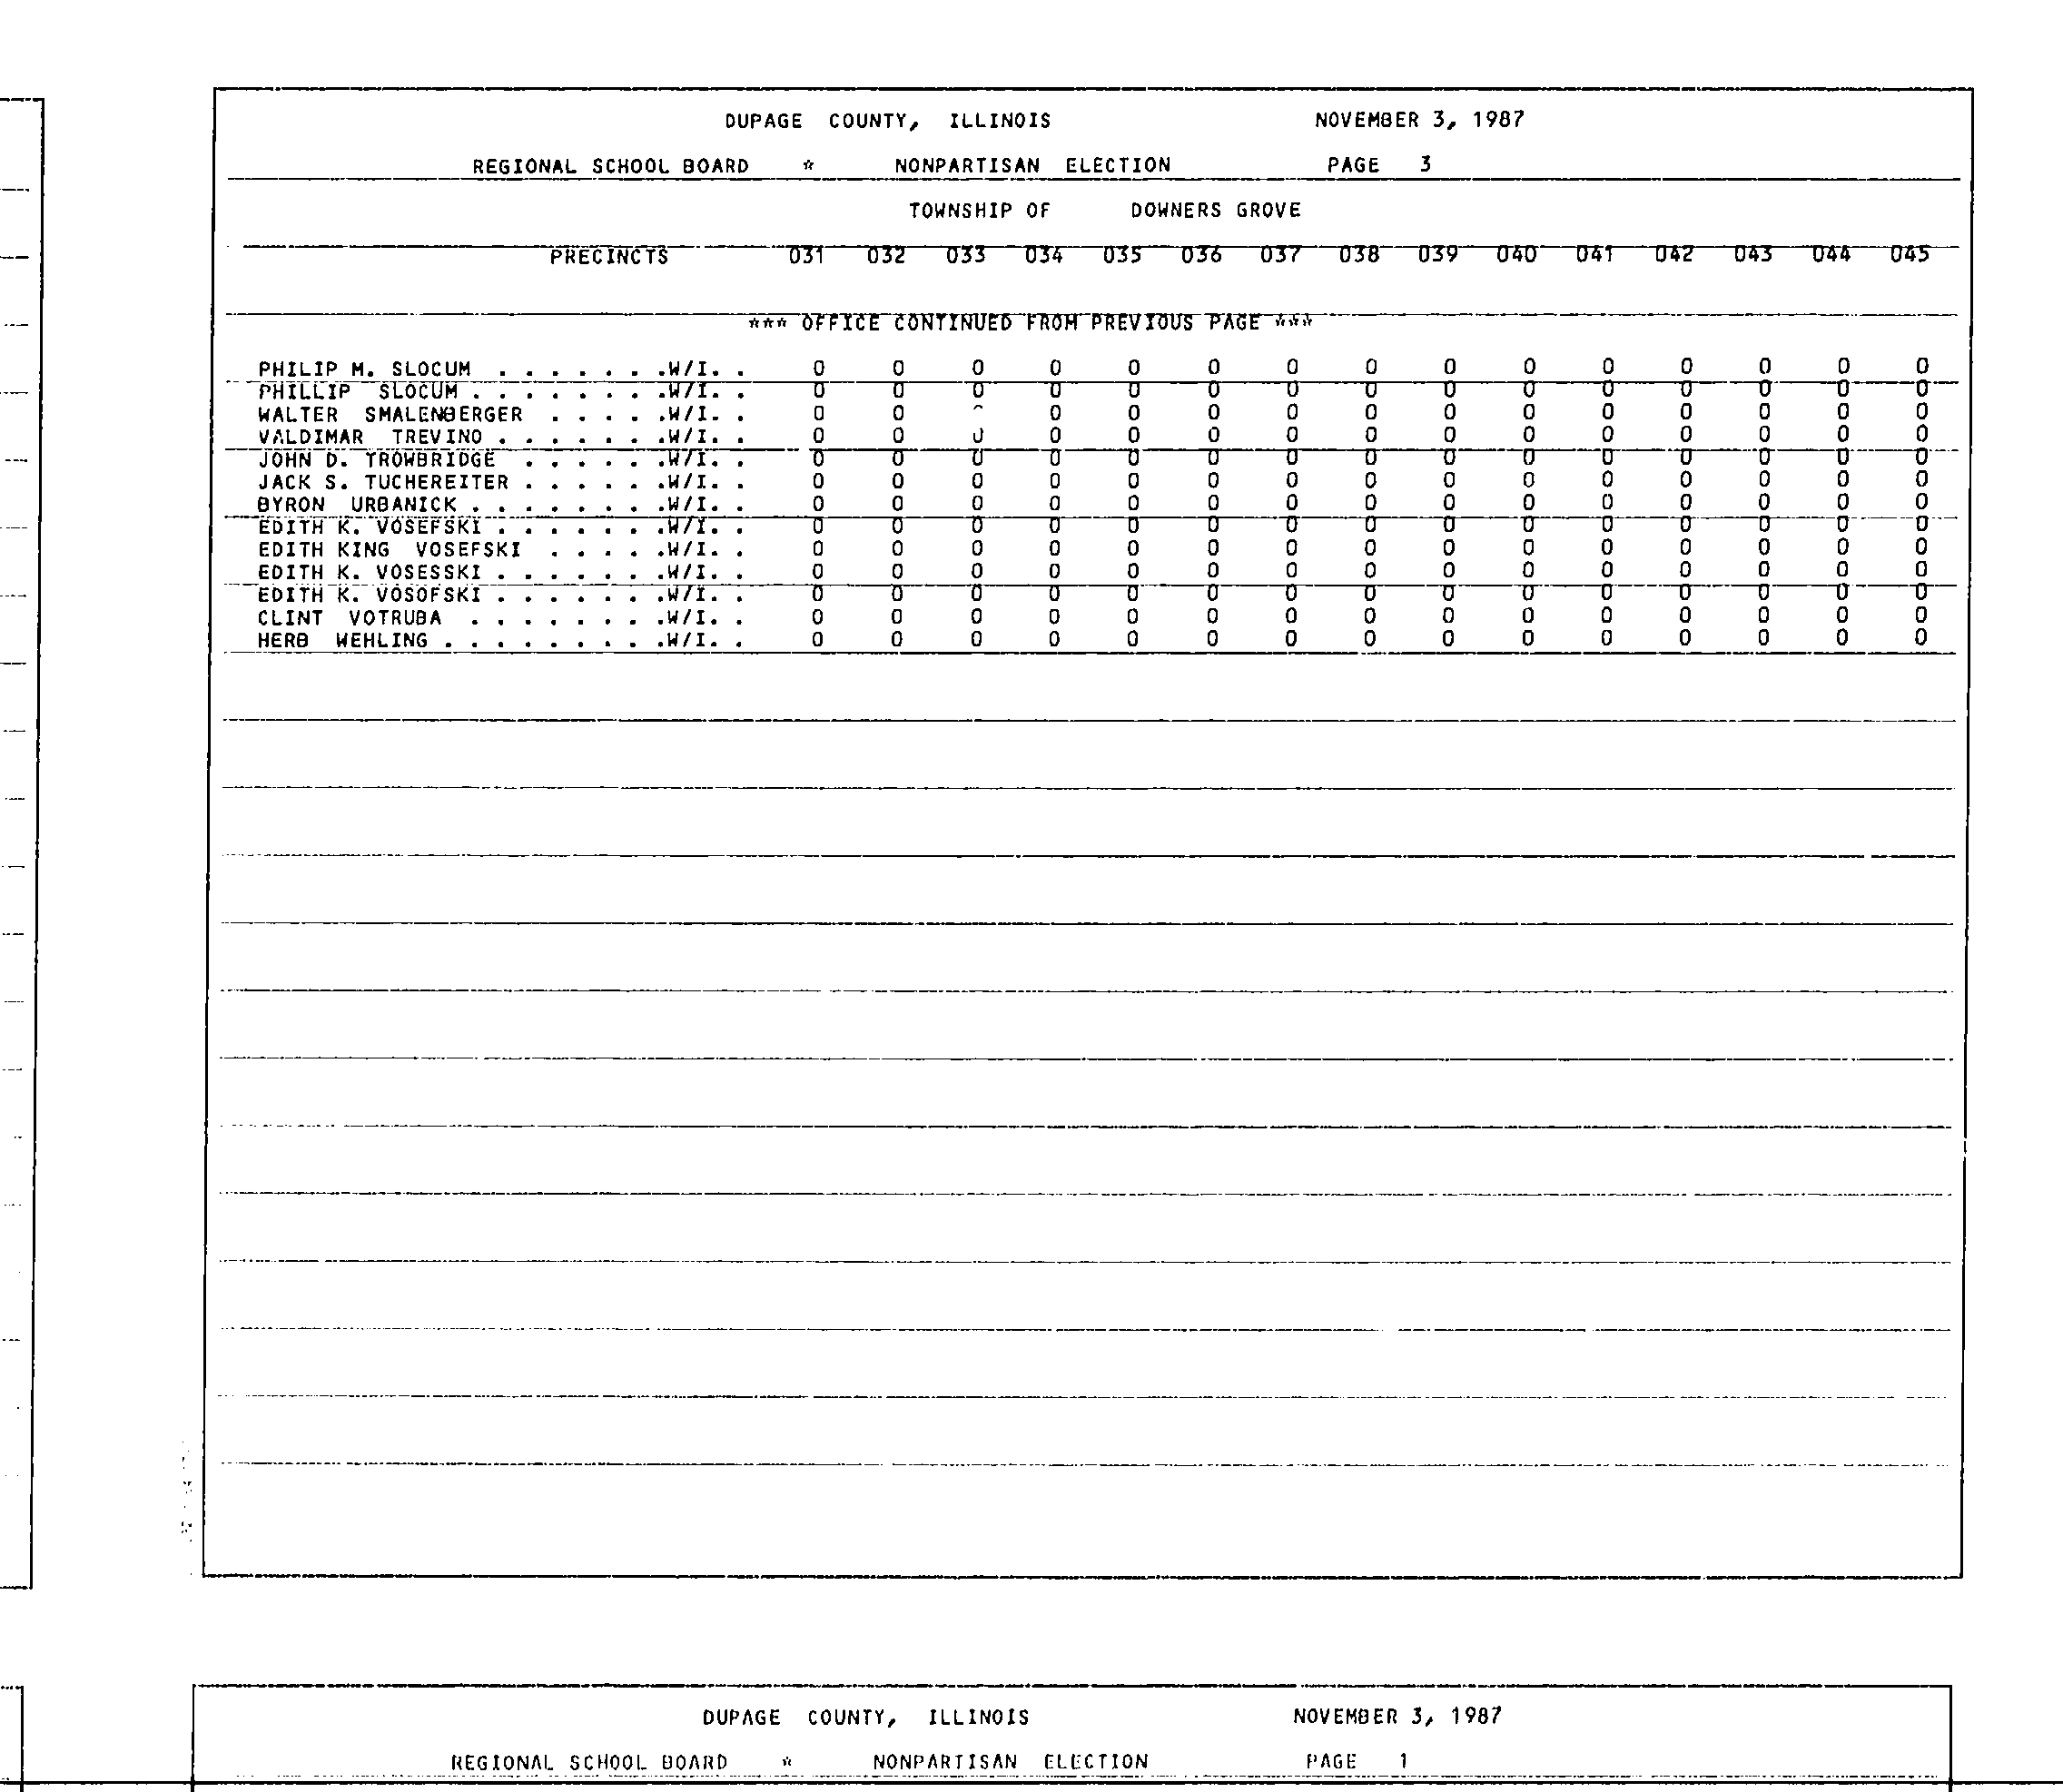 DUPAGE COUNTY, ILLINOIS NOVEMBER 3, 1987
REGIONAL SCHOOL BOARD * NONPARTISAN ELECTION PAGE 3
TOWNSHIP OF DOWNERS GROVE
PRECINCTS 031 032 033 034 035 036 037 038 039 040 041 042 043 044 045
*** OFFICE CONTINUED FROM PREVIOUS PAGE ***
PHILIP M. SLOCUM . . . . . . .W/I. . 0 0 0 0 0 0 0 0 0 0 0 0 0 0 0
PHILLIP SLOCUM . . . . . . . .W/I. . 0 0 0 0 0 0 0 0 0 0 0 0 0 0 0
WALTER SMALENBERGER . . . . .W/I. . 0 0 0 0 0 0 0 0 0 0 0 0 0 0
VALDIMAR TREVINO . . . . . . .W/I. . 0 0 0 0 0 0 0 0 0 0 0 0 0 0
JOHN D. TROWBRIDGE . . . . . .W/I. . 0 0 0 0 0 0 0 0 0 0 0 0 0 0 0
JACK S. TUCHEREITER . . . . . .W/I. . 0 0 0 0 0 0 0 0 0 0 0 0 0 0 0
BYRON URBANICK . . . . . . . .W/I. . 0 0 0 0 0 0 0 0 0 0 0 0 0 0 0
EDITH K. VOSEFSKI . . . . . . .W/I. . 0 0 0 0 0 0 0 0 0 0 0 0 0 0 0
EDITH KING VOSEFSKI . . . . .W/I. . 0 0 0 0 0 0 0 0 0 0 0 0 0 0 0
EDITH K. VOSESSKI . . . . . . .W/I. . 0 0 0 0 0 0 0 0 0 0 0 0 0 0 0
EDITH K. VOSOFSKI . . . . . . .W/I. . 0 0 0 0 0 0 0 0 0 0 0 0 0 0 0
CLINT VOTRUBA . . . . . . . .W/I. . 0 0 0 0 0 0 0 0 0 0 0 0 0 0 0
HERB WEHLING . . . . . . . . .W/I. . 0 0 0 0 0 0 0 0 0 0 0 0 0 0 0
DUPAGE COUNTY, ILLINOIS NOVEMBER 3, 1987
REGIONAL SCHOOL BOARD * NONPARTISAN ELECTION PAGE 1